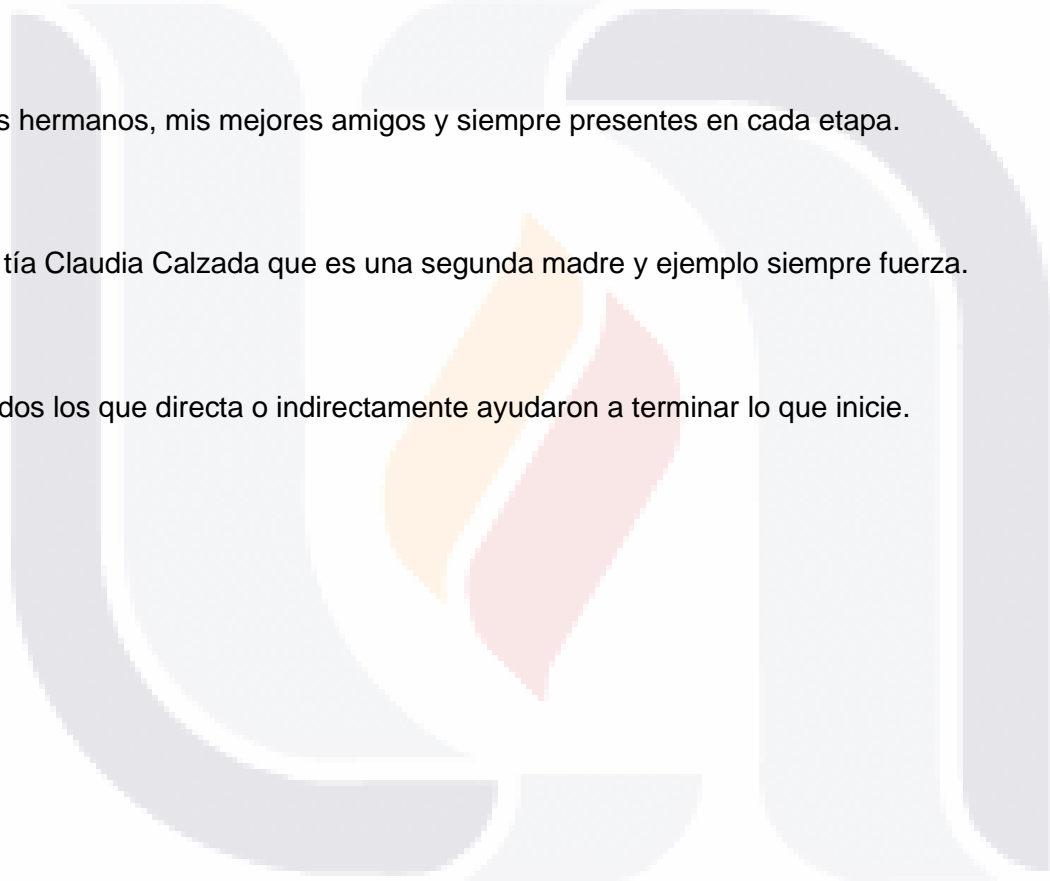 s hermanos, mis mejores amigos y siempre presentes en cada etapa.
tía Claudia Calzada que es una segunda madre y ejemplo siempre fuerza.
dos los que directa o indirectamente ayudaron a terminar lo que inicie.